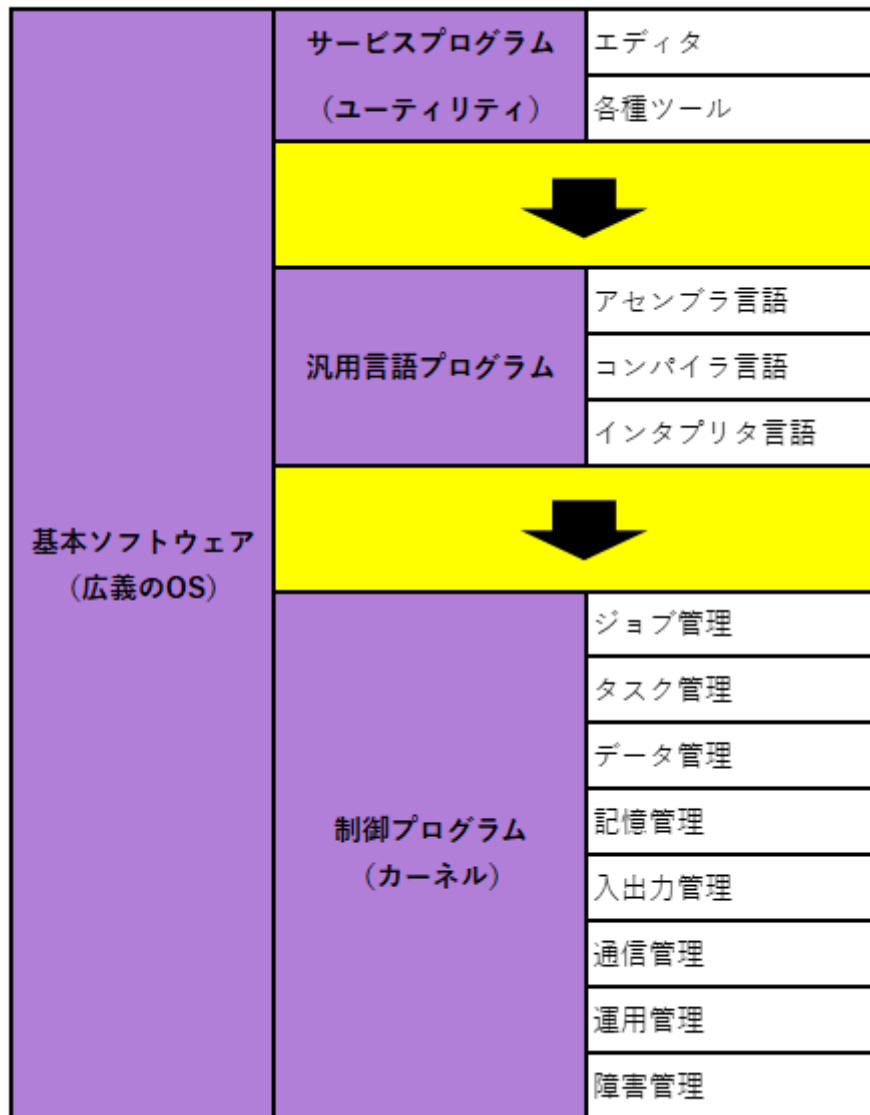 基本ソフトウェア
（広義のOS）
サービスプログラム
（ユーティリティ）
エディタ
各種ツール
汎用言語プログラム
アセンブラ言語
コンパイラ言語
インタプリタ言語
制御プログラム
（カーネル）
ジョブ管理
タスク管理
データ管理
記憶管理
入出力管理
通信管理
運用管理
障害管理